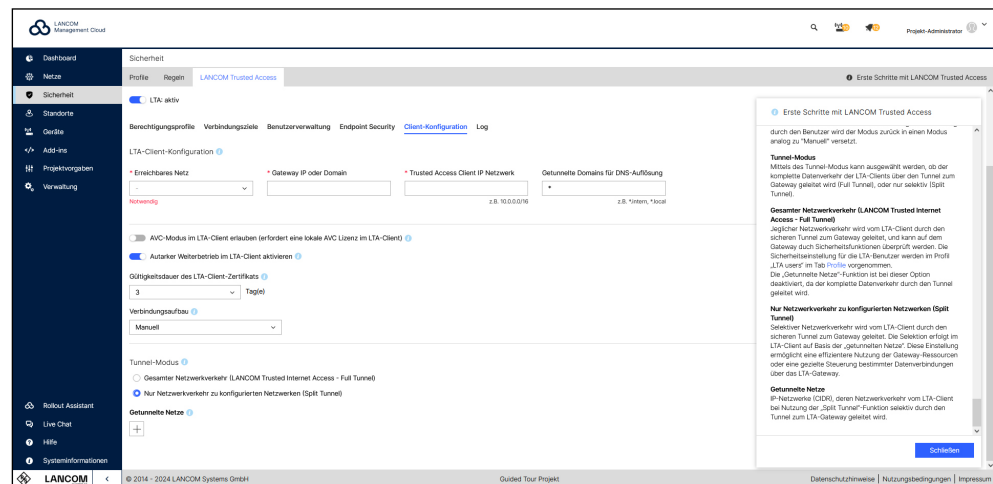 LANCOM
Management Cloud
Projekt-Administrator
Dashboard
Netze
Sicherheit
Standorte
Geräte
Add-ins
Projektvorgaben
Verwaltung
Rollout Assistant
Live Chat
Hilfe
Systeminformationen
LANCOM
Sicherheit
Profile Regeln LANCOM Trusted Access
Erste Schritte mit LANCOM Trusted Access
LTA: aktiv
Berechtigungsprofile Verbindungsziele Benutzerverwaltung Endpoint Security Client-Konfiguration Log
LTA-Client-Konfiguration
* Erreichbares Netz * Gateway IP oder Domain * Trusted Access Client IP Netzwerk Getunnelte Domains für DNS-Auflösung
- *
Notwendig z.B. 10.0.0.0/16 z.B. *.intern, *.local
AVC-Modus im LTA-Client erlauben (erfordert eine lokale AVC Lizenz im LTA-Client)
Autarker Weiterbetrieb im LTA-Client aktivieren
Gültigkeitsdauer des LTA-Client-Zertifikats
3 Tag(e)
Verbindungsaufbau
Manuell
Tunnel-Modus
Gesamter Netzwerkverkehr (LANCOM Trusted Internet Access - Full Tunnel)
Nur Netzwerkverkehr zu konfigurierten Netzwerken (Split Tunnel)
Getunnelte Netze
+
Erste Schritte mit LANCOM Trusted Access
durch den Benutzer wird der Modus zurück in einen Modus
analog zu "Manuell" versetzt.
Tunnel-Modus
Mittels des Tunnel-Modus kann ausgewählt werden, ob der
komplette Datenverkehr der LTA-Clients über den Tunnel zum
Gateway geleitet wird (Full Tunnel), oder nur selektiv (Split
Tunnel).
Gesamter Netzwerkverkehr (LANCOM Trusted Internet
Access - Full Tunnel)
Jeglicher Netzwerkverkehr wird vom LTA-Client durch den
sicheren Tunnel zum Gateway geleitet, und kann auf dem
Gateway duch Sicherheitsfunktionen überprüft werden. Die
Sicherheitseinstellung für die LTA-Benutzer werden im Profil
„LTA users“ im Tab Profile vorgenommen.
Die „Getunnelte Netze“-Funktion ist bei dieser Option
deaktiviert, da der komplette Datenverkehr durch den Tunnel
geleitet wird.
Nur Netzwerkverkehr zu konfigurierten Netzwerken (Split
Tunnel)
Selektiver Netzwerkverkehr wird vom LTA-Client durch den
sicheren Tunnel zum Gateway geleitet. Die Selektion erfolgt im
LTA-Client auf Basis der „getunnelten Netze“. Diese Einstellung
ermöglicht eine effizientere Nutzung der Gateway-Ressourcen
oder eine gezielte Steuerung bestimmter Datenverbindungen
über das LTA-Gateway.
Getunnelte Netze
IP-Netzwerke (CIDR), deren Netzwerkverkehr vom LTA-Client
bei Nutzung der „Split Tunnel“-Funktion selektiv durch den
Tunnel zum LTA-Gateway geleitet wird.
Schließen
© 2014 - 2024 LANCOM Systems GmbH Guided Tour Projekt Datenschutzhinweise | Nutzungsbedingungen | Impressum